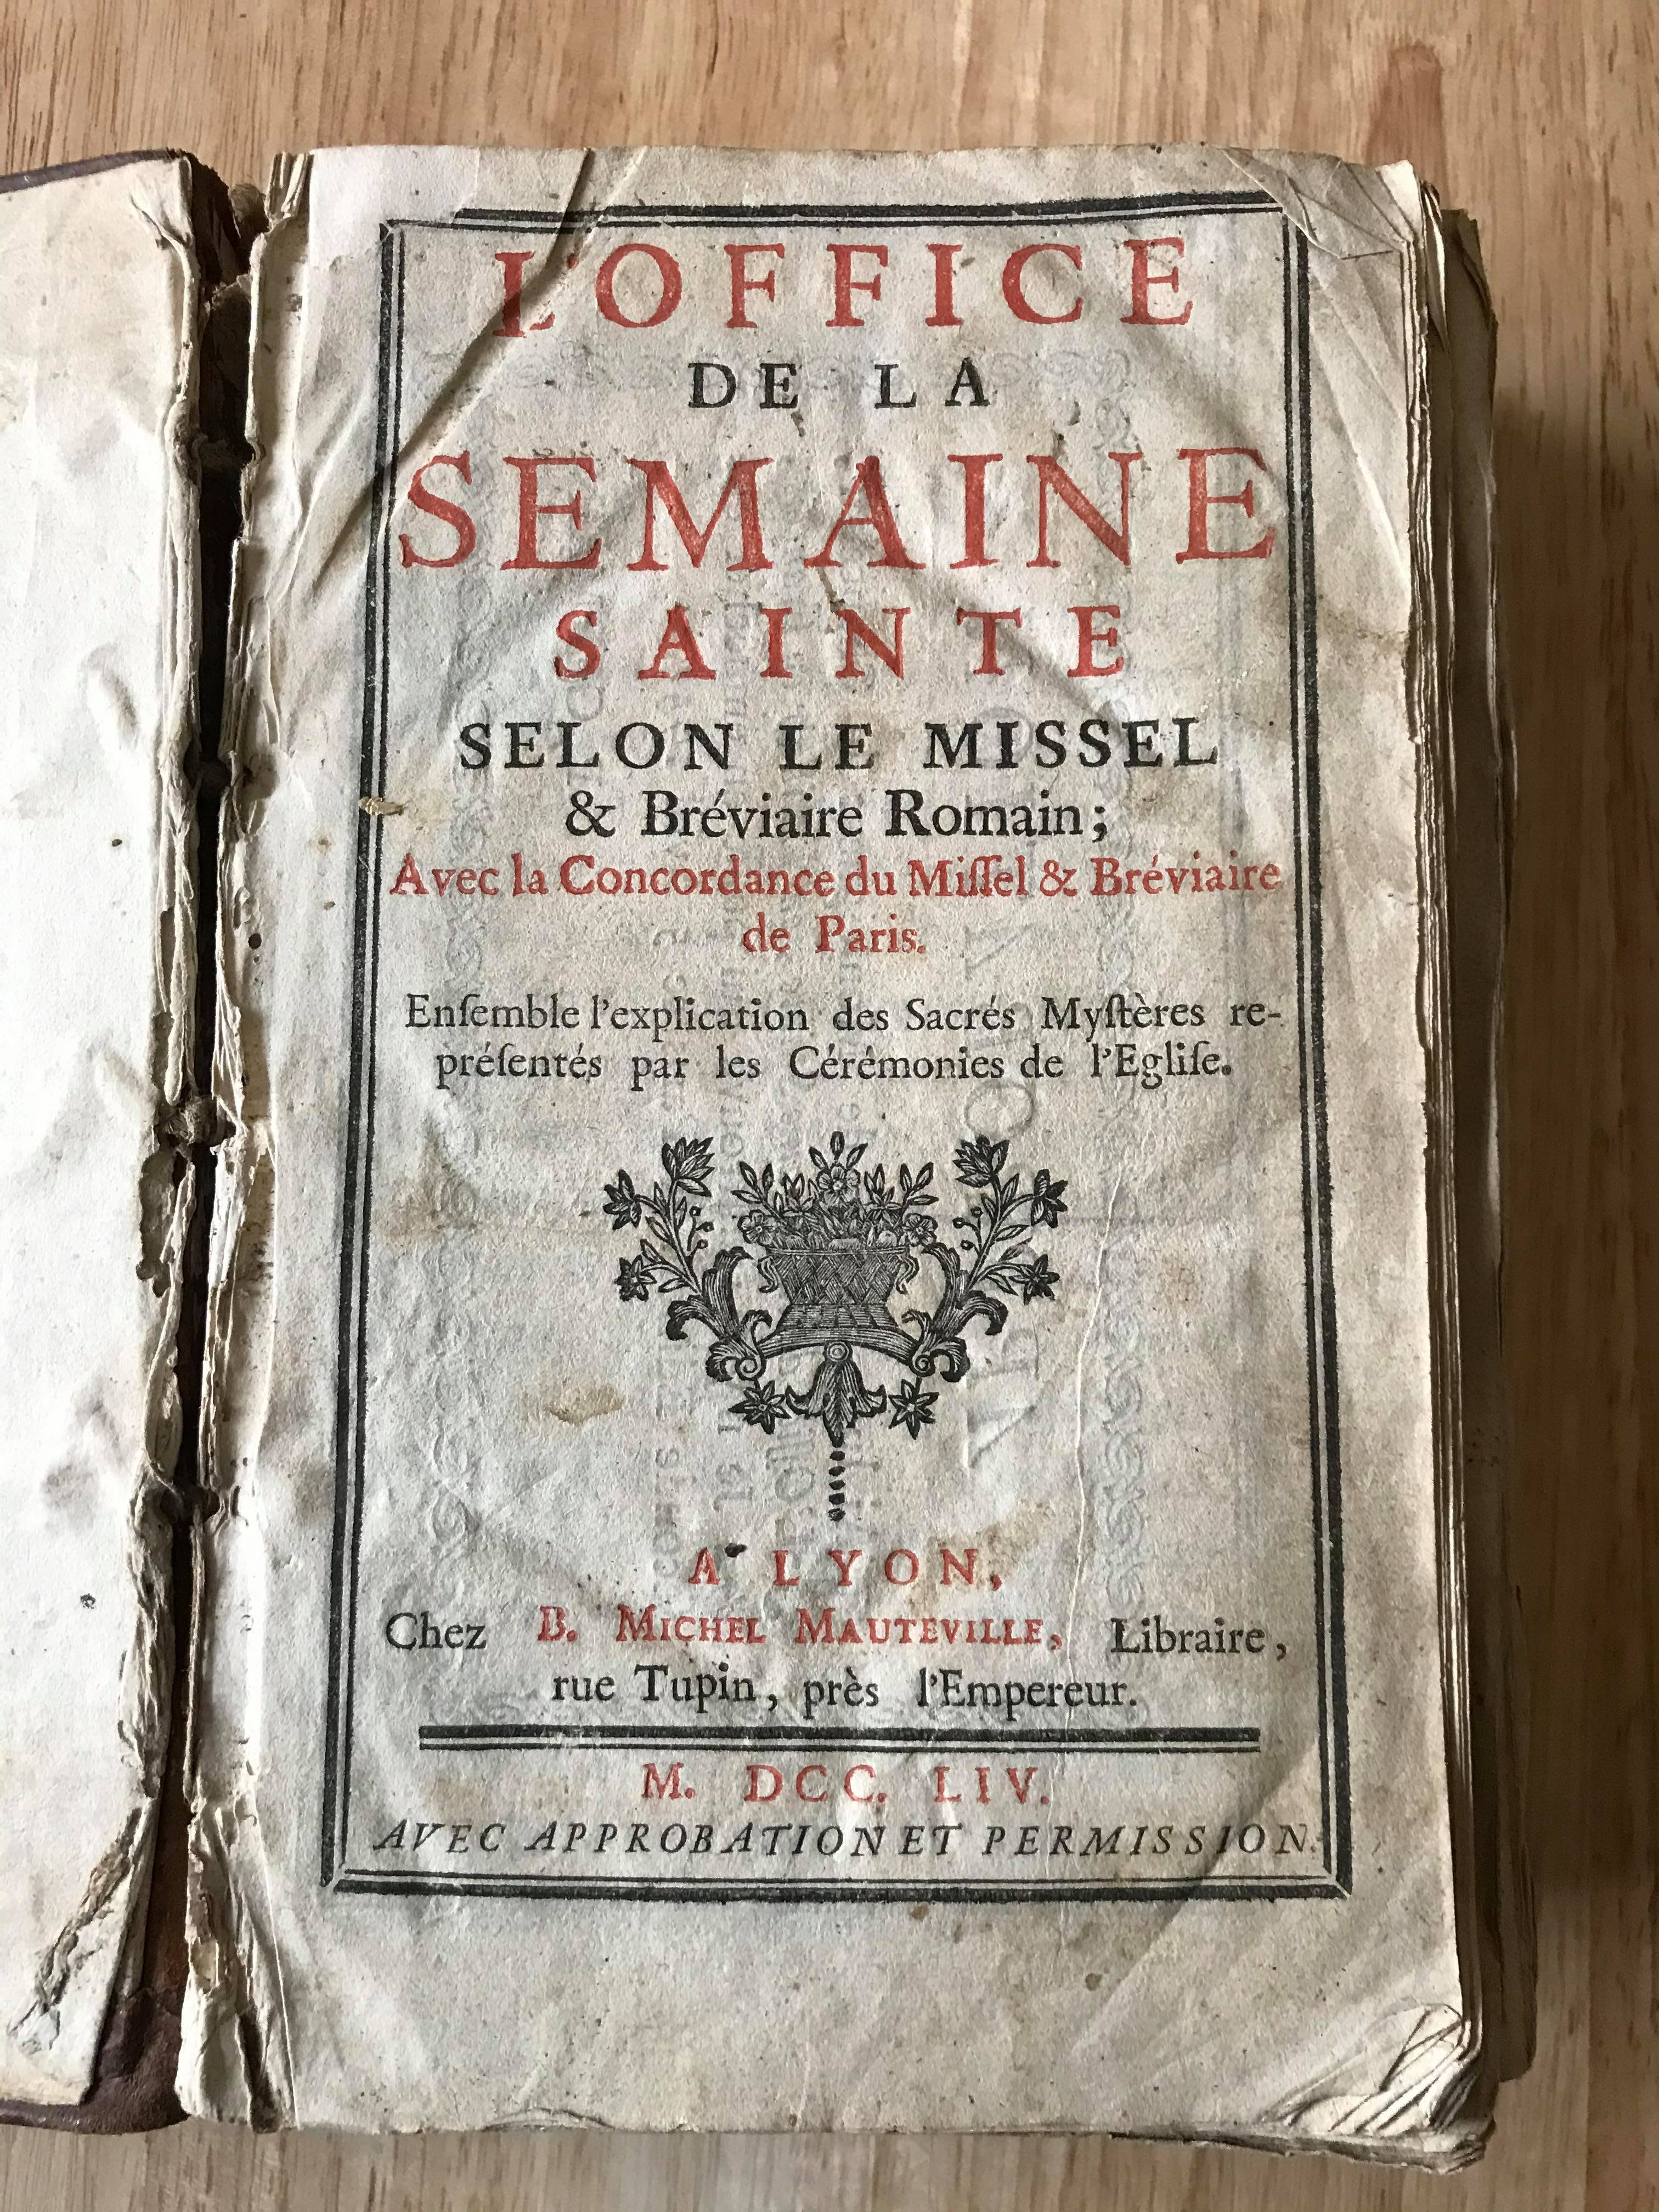 L'OFFICE
DE LA
SEMAINE
SAINTE
SELON LE MISSEL
& Bréviaire Romain;
Avec la Concordance du Miſſel & Bréviaire
de Paris.
Enſemble l'explication des Sacrés Myſtères re-
préſentés par les Cérémonies de l'Egliſe.
A LYON,
Chez B. MICHEL MAUTEVILLE, Libraire,
rue Tupin, près l'Empereur.
M. DCC. LIV.
AVEC APPROBATION ET PERMISSION.